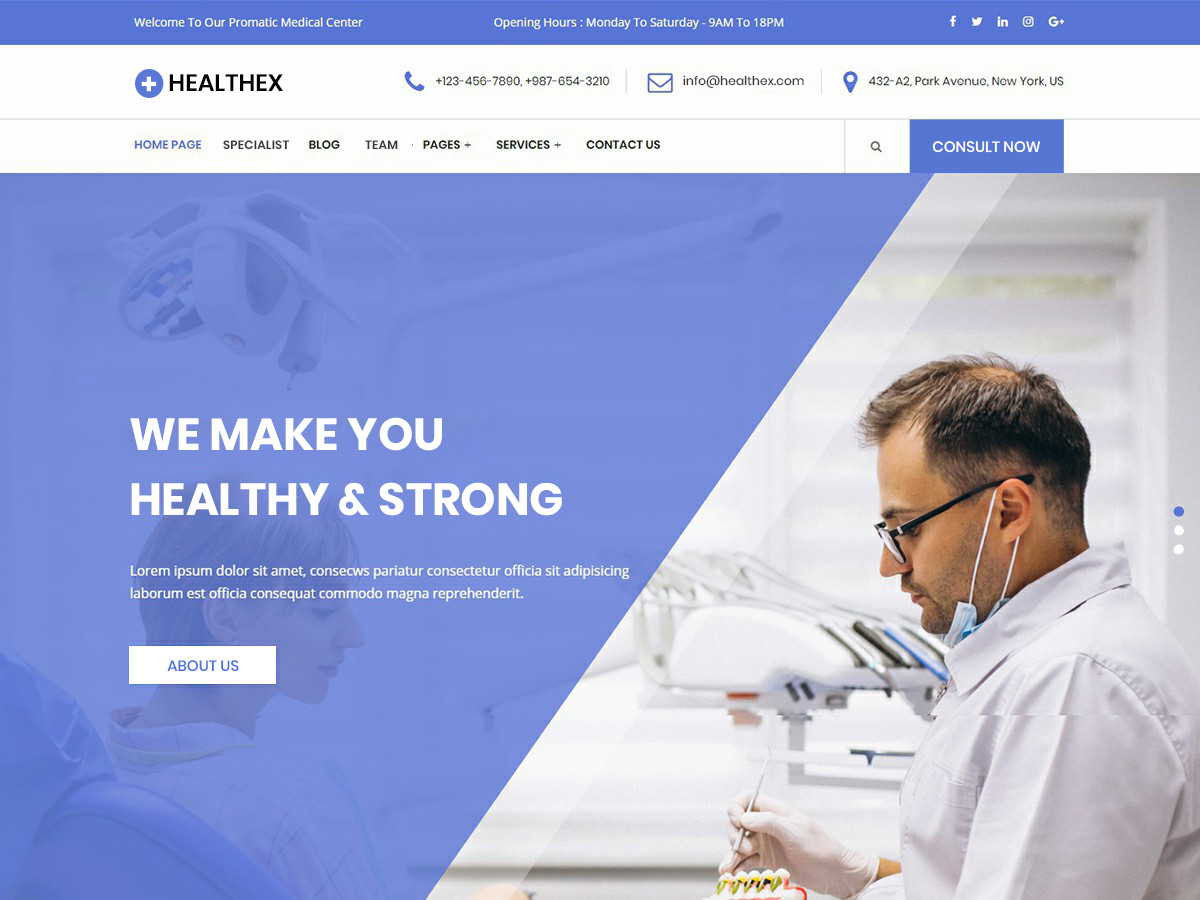 Welcome To Our Promatic Medical Center
Opening Hours : Monday To Saturday - 9AM To 18PM
HEALTHEX
+123-456-7890, +987-654-3210
info@healthex.com
432-A2, Park Avenue, New York, US
HOME PAGE SPECIALIST BLOG TEAM PAGES + SERVICES + CONTACT US
CONSULT NOW
WE MAKE YOU
HEALTHY & STRONG
Lorem ipsum dolor sit amet, consecws pariatur consectetur officia sit adipisicing
laborum est officia consequat commodo magna reprehenderit.
ABOUT US